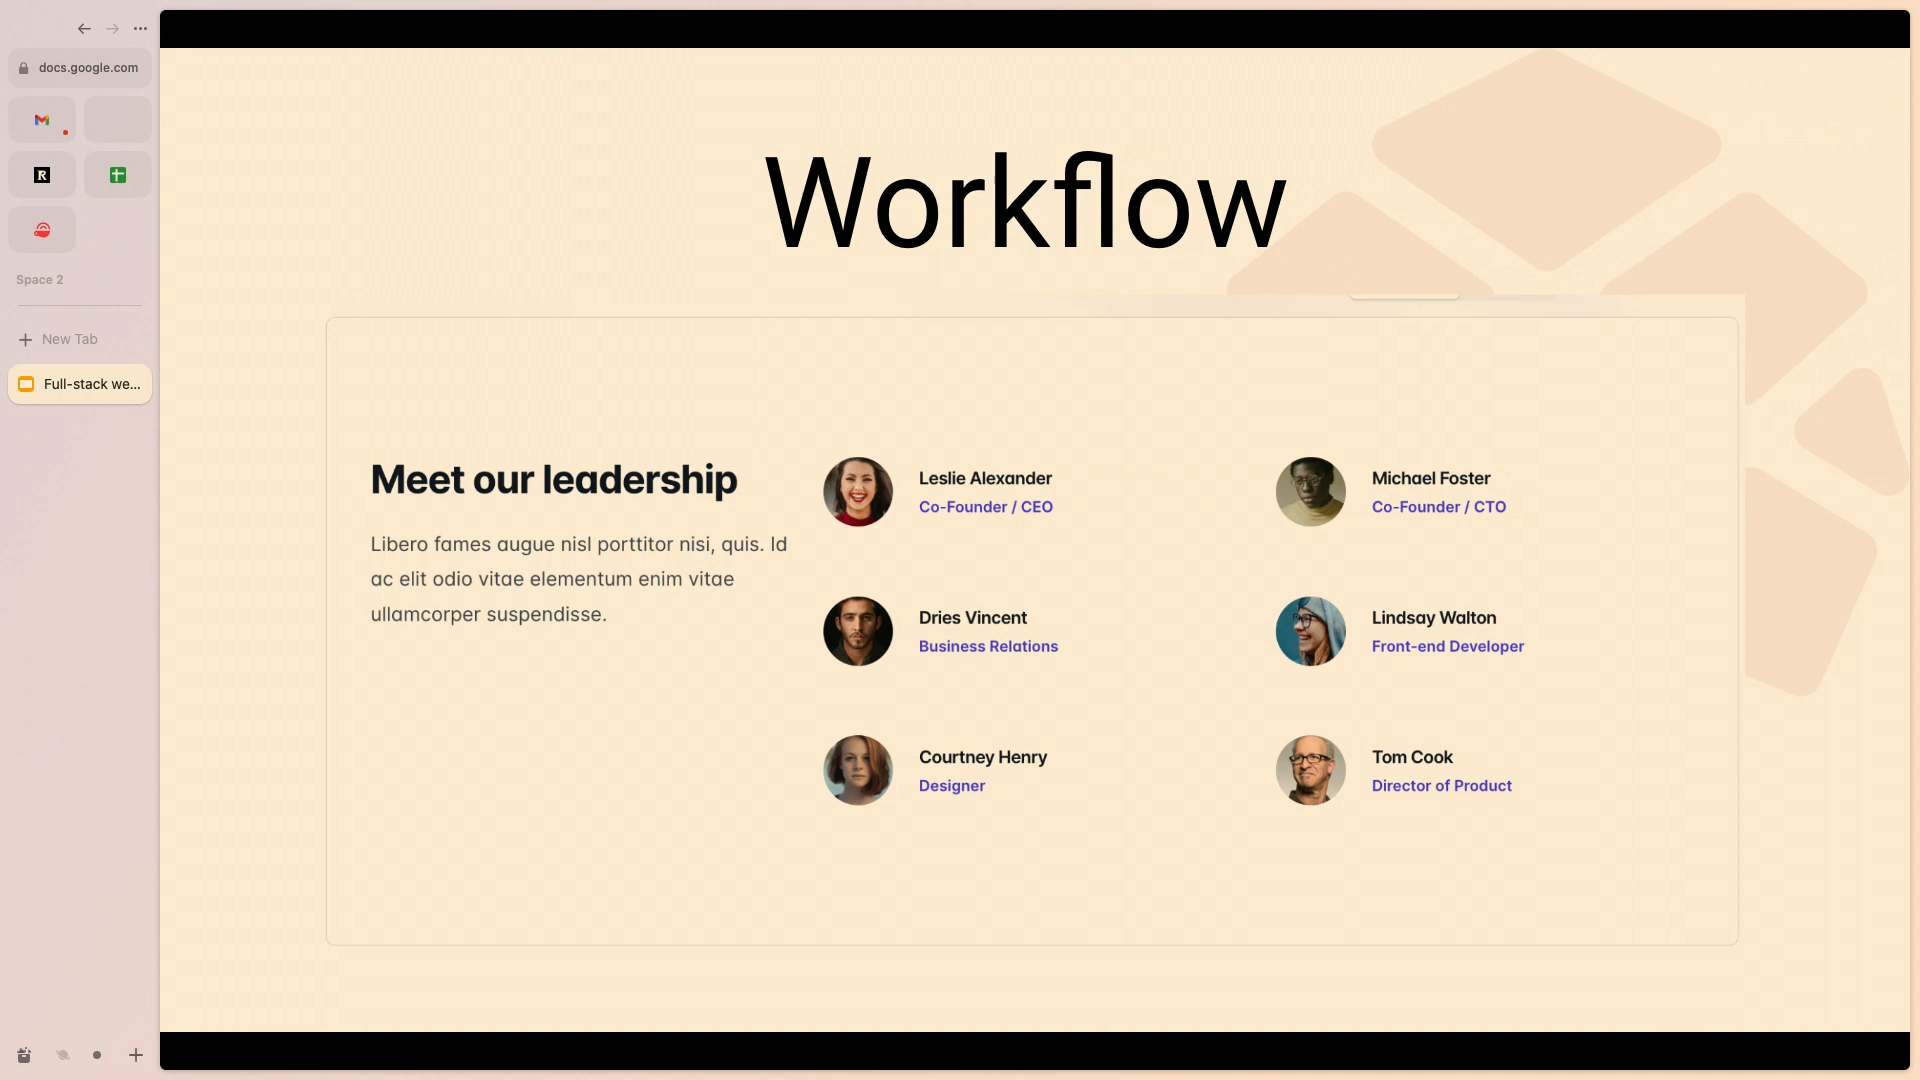 docs.google.com
Space 2
New Tab
Full-stack we...
Workflow
Meet our leadership
Libero fames augue nisl porttitor nisi, quis. Id
ac elit odio vitae elementum enim vitae
ullamcorper suspendisse.
Leslie Alexander
Co-Founder / CEO
Michael Foster
Co-Founder / CTO
Dries Vincent
Business Relations
Lindsay Walton
Front-end Developer
Courtney Henry
Designer
Tom Cook
Director of Product